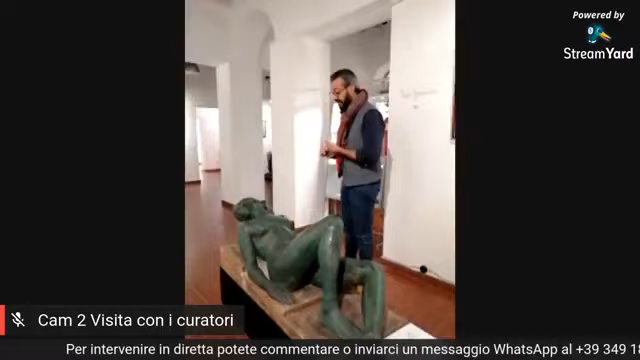 Powered by
StreamYard
Cam 2 Visita con i curatori
Per intervenire in diretta potete commentare o inviarci un messaggio WhatsApp al +39 349 18